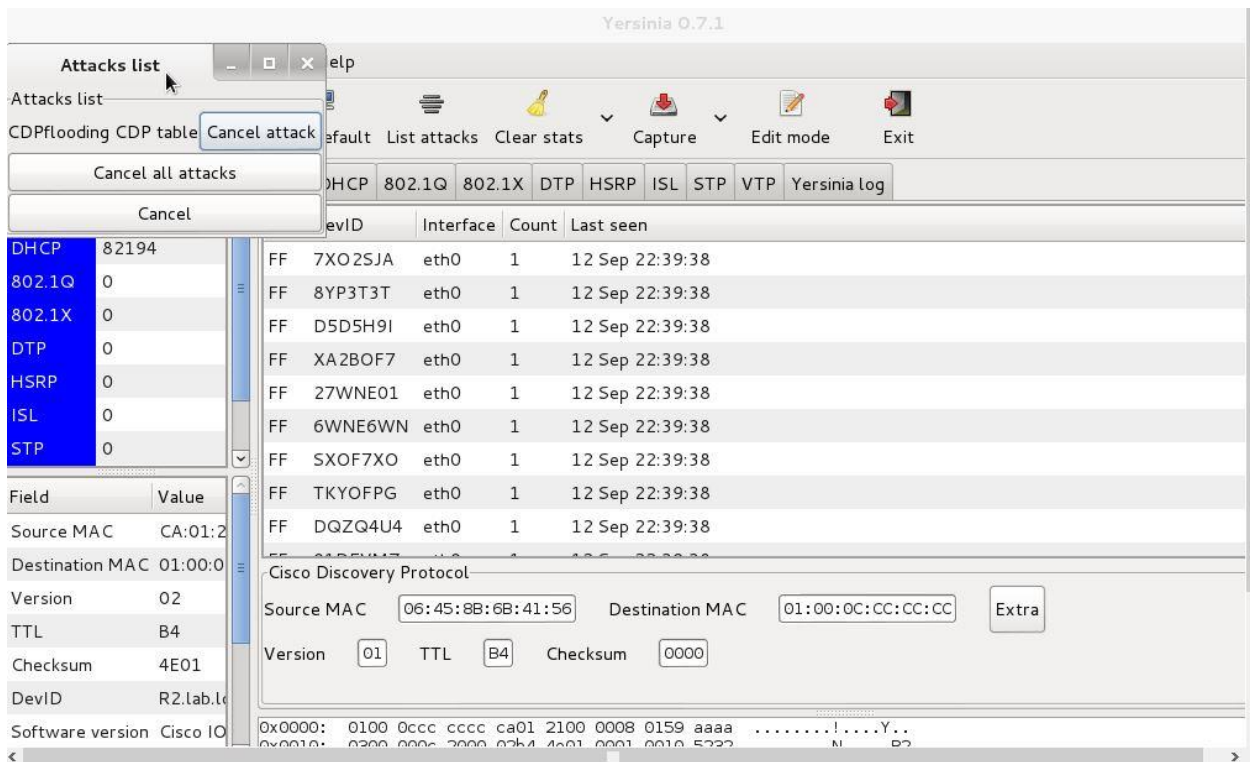 Yersinia 0.7.1
Attacks list
elp
Attacks list
CDPflooding CDP table Cancel attack
Cancel all attacks
Cancel
efault List attacks Clear stats Capture Edit mode Exit
HCP 802.1Q 802.1X DTP HSRP ISL STP VTP Yersinia log
evID Interface Count Last seen
DHCP 82194
802.1Q 0
802.1X 0
DTP 0
HSRP 0
ISL 0
STP 0
FF 7XO2SJA eth0 1 12 Sep 22:39:38
FF 8YP3T3T eth0 1 12 Sep 22:39:38
FF D5D5H9I eth0 1 12 Sep 22:39:38
FF XA2BOF7 eth0 1 12 Sep 22:39:38
FF 27WNE01 eth0 1 12 Sep 22:39:38
FF 6WNE6WN eth0 1 12 Sep 22:39:38
FF SXOF7XO eth0 1 12 Sep 22:39:38
FF TKYOFPG eth0 1 12 Sep 22:39:38
FF DQZQ4U4 eth0 1 12 Sep 22:39:38
Field Value
Source MAC CA:01:2
Destination MAC 01:00:0
Version 02
TTL B4
Checksum 4E01
DevID R2.lab.l
Software version Cisco IO
Cisco Discovery Protocol
Source MAC 06:45:8B:6B:41:56 Destination MAC 01:00:0C:CC:CC:CC Extra
Version 01 TTL B4 Checksum 0000
0x0000: 0100 0ccc cccc ca01 2100 0008 0159 aaaa ........!....Y..